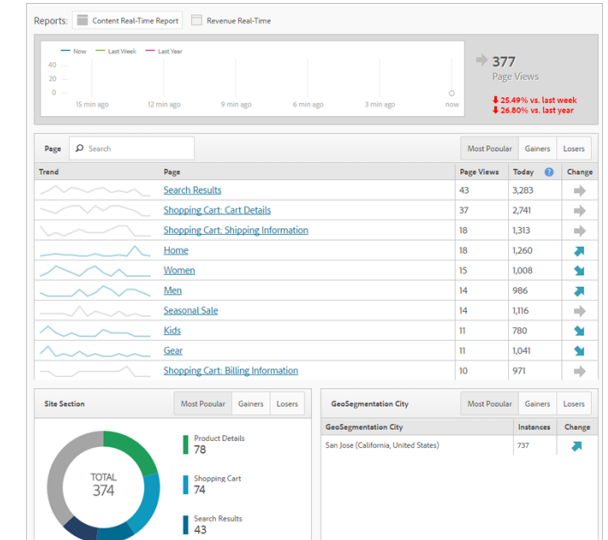 Reports: Content Real-Time Report Revenue Real-Time
Now Last Week Last Year
40
20
0
15 min ago 12 min ago 9 min ago 6 min ago 3 min ago now
377
Page Views
25.49% vs. last week
26.80% vs. last year
Page Search Most Popular Gainers Losers
Trend Page Page Views Today ? Change
Search Results 43 3,283
Shopping Cart: Cart Details 37 2,741
Shopping Cart: Shipping Information 18 1,313
Home 18 1,260
Women 15 1,008
Men 14 986
Seasonal Sale 14 1,116
Kids 11 780
Gear 11 1,041
Shopping Cart: Billing Information 10 971
Site Section Most Popular Gainers Losers
TOTAL
374
Product Details
78
Shopping Cart
74
Search Results
43
GeoSegmentation City Most Popular Gainers Losers
GeoSegmentation City Instances Change
San Jose (California, United States) 737